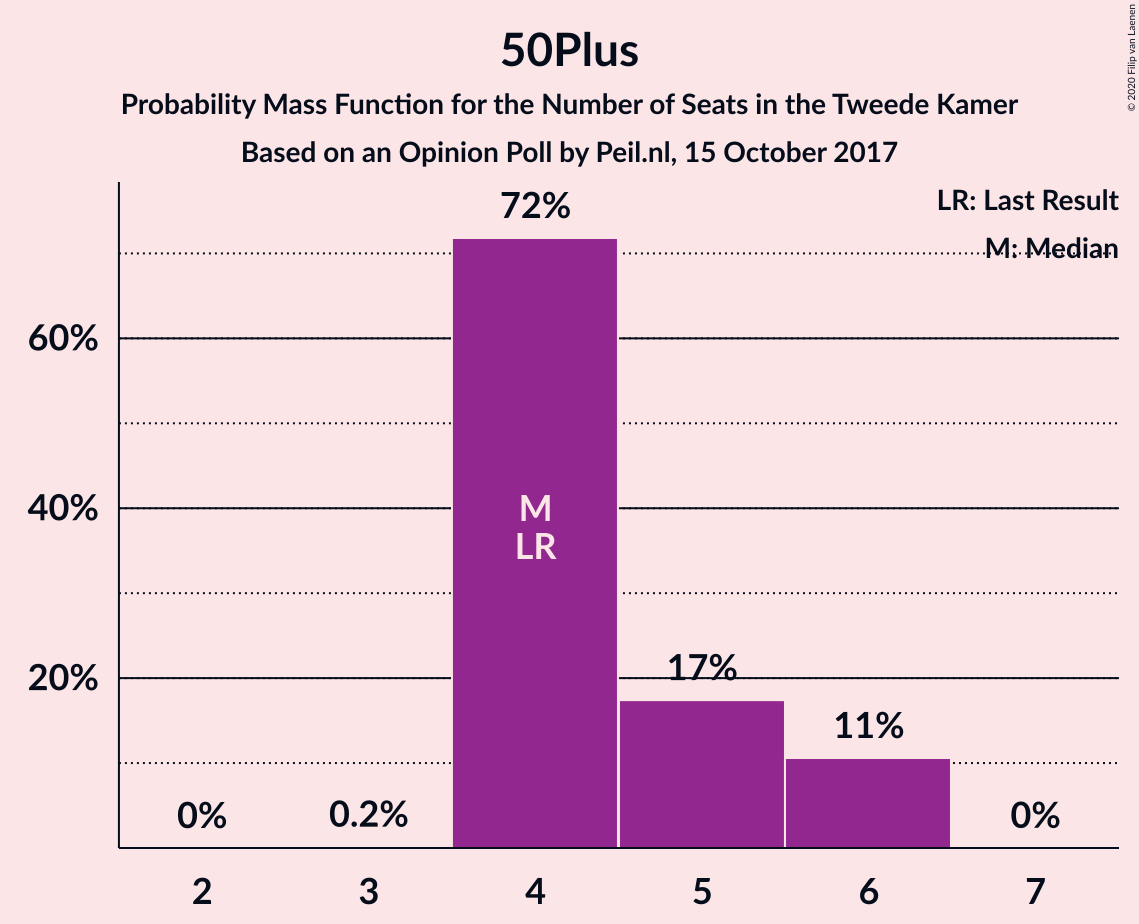 50Plus
Probability Mass Function for the Number of Seats in the Tweede Kamer
Based on an Opinion Poll by Peil.nl, 15 October 2017
© 2020 Filip van Laenen
LR: Last Result
M: Median
60%
40%
20%
0%
0.2%
72%
M
LR
17%
11%
0%
2
3
4
5
6
7